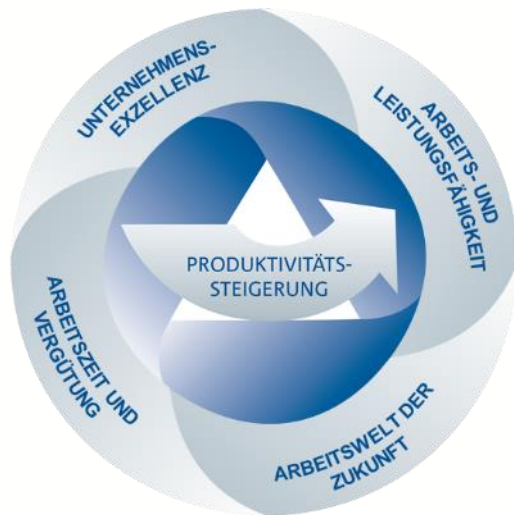 UNTERNEHMENS-
EXZELLENZ
ARBEITS- UND
LEISTUNGSFÄHIGKEIT
PRODUKTIVITÄTS-
STEIGERUNG
ARBEITSZEIT UND
VERGÜTUNG
ARBEITSWELT DER
ZUKUNFT